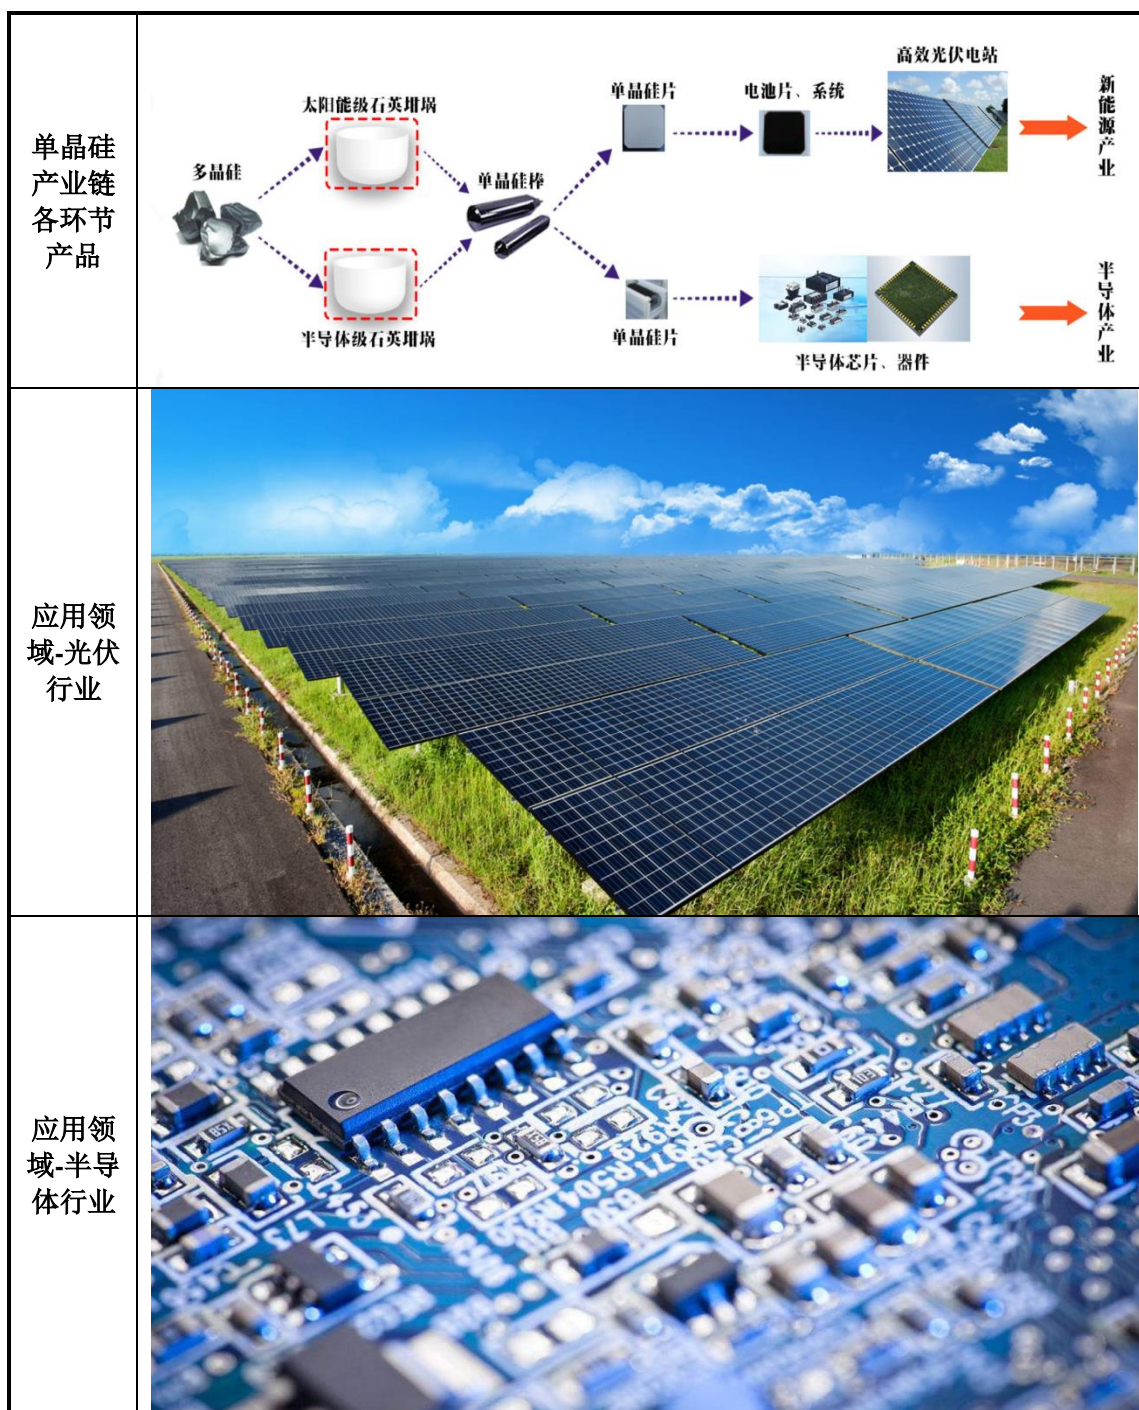 单晶硅
产业链
各环节
产品
多晶硅
太阳能级石英坩埚
半导体级石英坩埚
单晶硅棒
单晶硅片
电池片、系统
高效光伏电站
新能源产业
单晶硅片
半导体芯片、器件
半导体产业
应用领
域-光伏
行业
应用领
域-半导
体行业